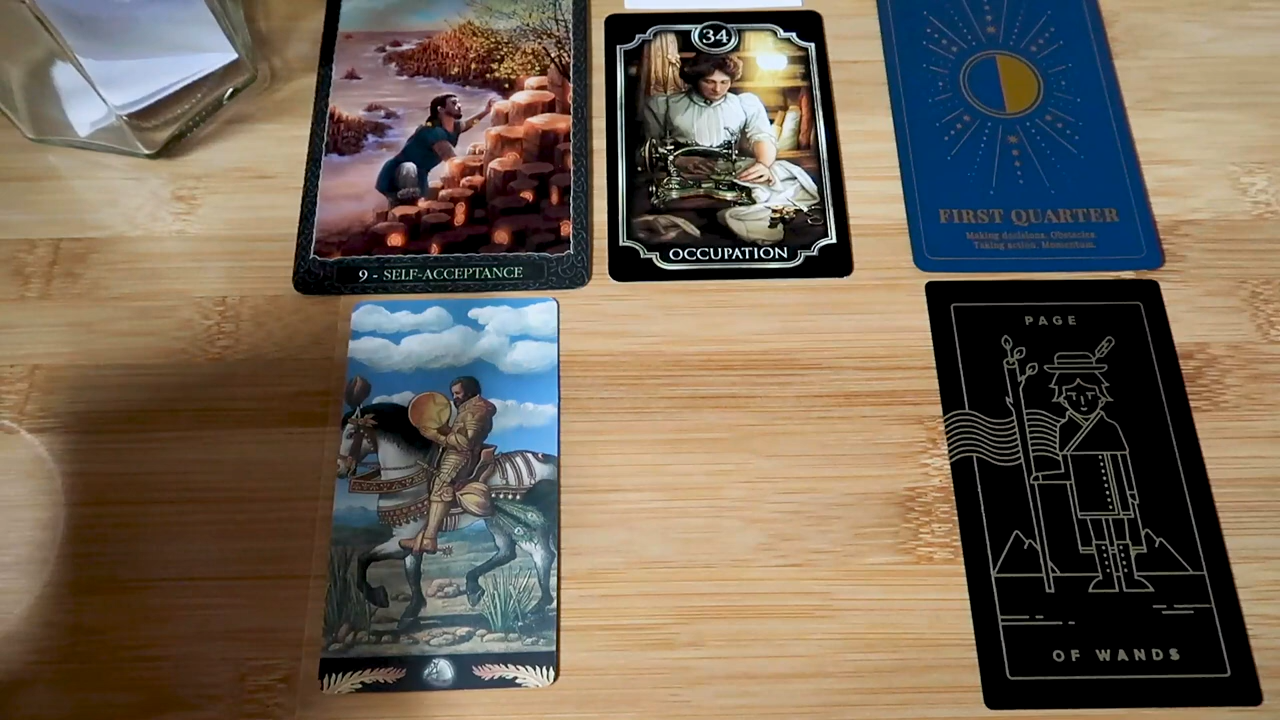 9 - SELF-ACCEPTANCE
34
OCCUPATION
FIRST QUARTER
Making decisions. Obstacles.
Taking action. Momentum.
PAGE
OF WANDS